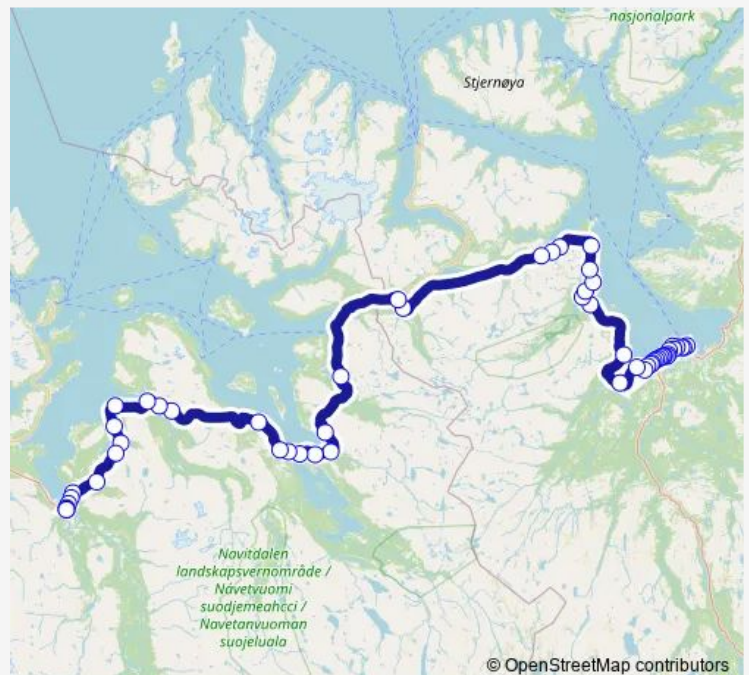 nasjonalpark
Stjernøya
Navitdalen
landskapsvernområde /
Návetvuomi
suodjemeahcci /
Navetanvuoman
suojeluala
© OpenStreetMap contributors